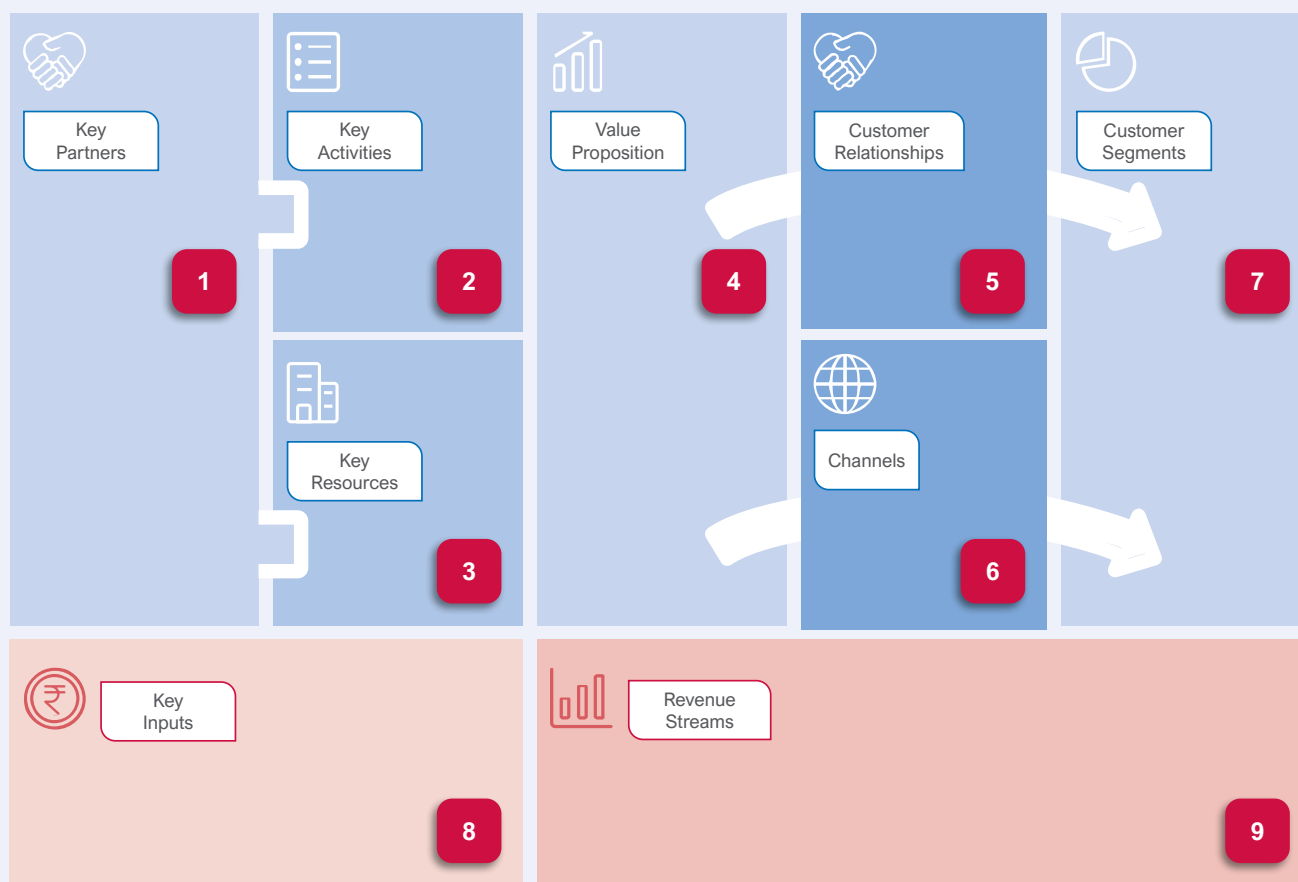 Key
Partners
1
Key
Activities
2
Key
Resources
3
Value
Proposition
4
Customer
Relationships
5
Channels
6
Customer
Segments
7
₹
Key
Inputs
8
Revenue
Streams
9